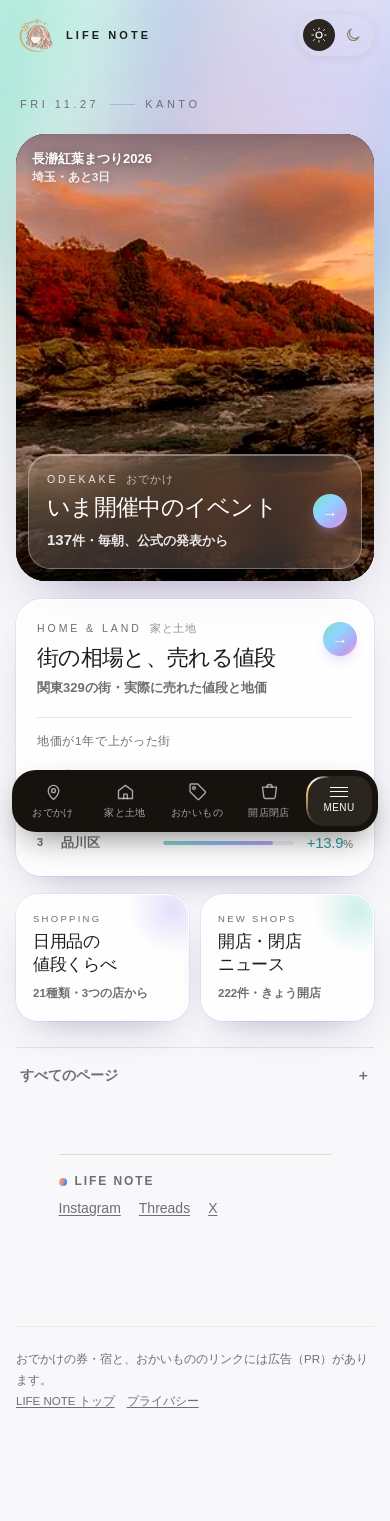 LIFE NOTE
FRI 11.27 KANTO
長瀞紅葉まつり2026
埼玉・あと3日
ODEKAKE おでかけ
いま開催中のイベント
→
137件・毎朝、公式の発表から
HOME & LAND 家と土地
→
街の相場と、売れる値段
関東329の街・実際に売れた値段と地価
地価が1年で上がった街
おでかけ 家と土地 おかいもの 開店閉店 MENU
3 品川区 +13.9%
SHOPPING
日用品の
値段くらべ
21種類・3つの店から
NEW SHOPS
開店・閉店
ニュース
222件・きょう開店
すべてのページ +
LIFE NOTE
Instagram Threads X
おでかけの券・宿と、おかいもののリンクには広告（PR）があり
ます。
LIFE NOTE トップ プライバシー